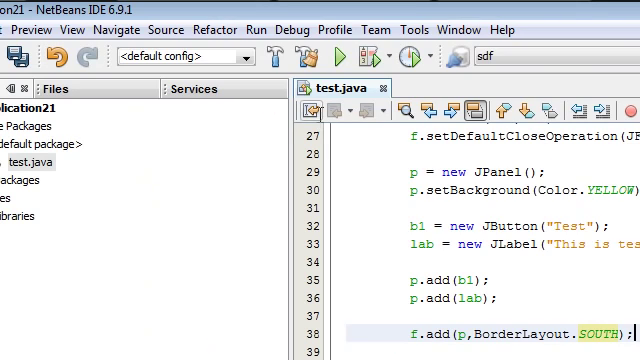 cation21 - NetBeans IDE 6.9.1
Preview View Navigate Source Refactor Run Debug Profile Team Tools Window Help
<default config> sdf
Files Services test.java
plication21
e Packages
default package>
test.java
ackages
es
ibraries
27 f.setDefaultCloseOperation(JF
28
29 p = new JPanel();
30 p.setBackground(Color.YELLOW)
31
32 b1 = new JButton("Test");
33 lab = new JLabel("This is tes
34
35 p.add(b1);
36 p.add(lab);
37
38 f.add(p,BorderLayout.SOUTH);
39